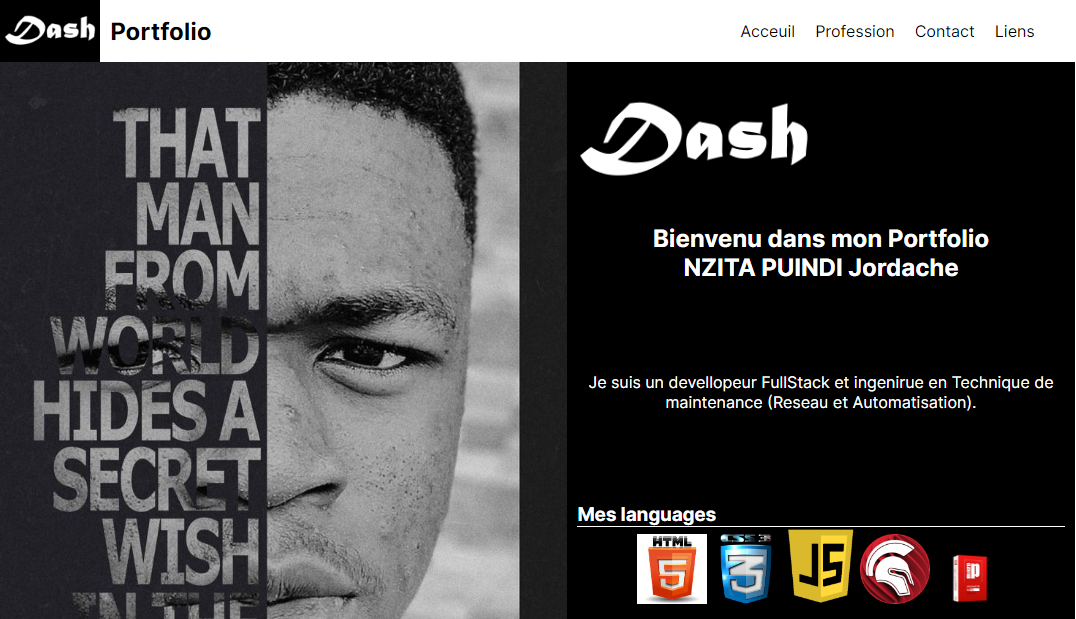 Dash
Portfolio
Acceuil
Profession
Contact
Liens
THAT
MAN
FROM
WORLD
HIDES A
SECRET
WISH
IN THE
Dash
Bienvenu dans mon Portfolio
NZITA PUINDI Jordache
Je suis un devellopeur FullStack et ingenirue en Technique de
maintenance (Reseau et Automatisation).
Mes languages
HTML
5
CSS3
3
JS